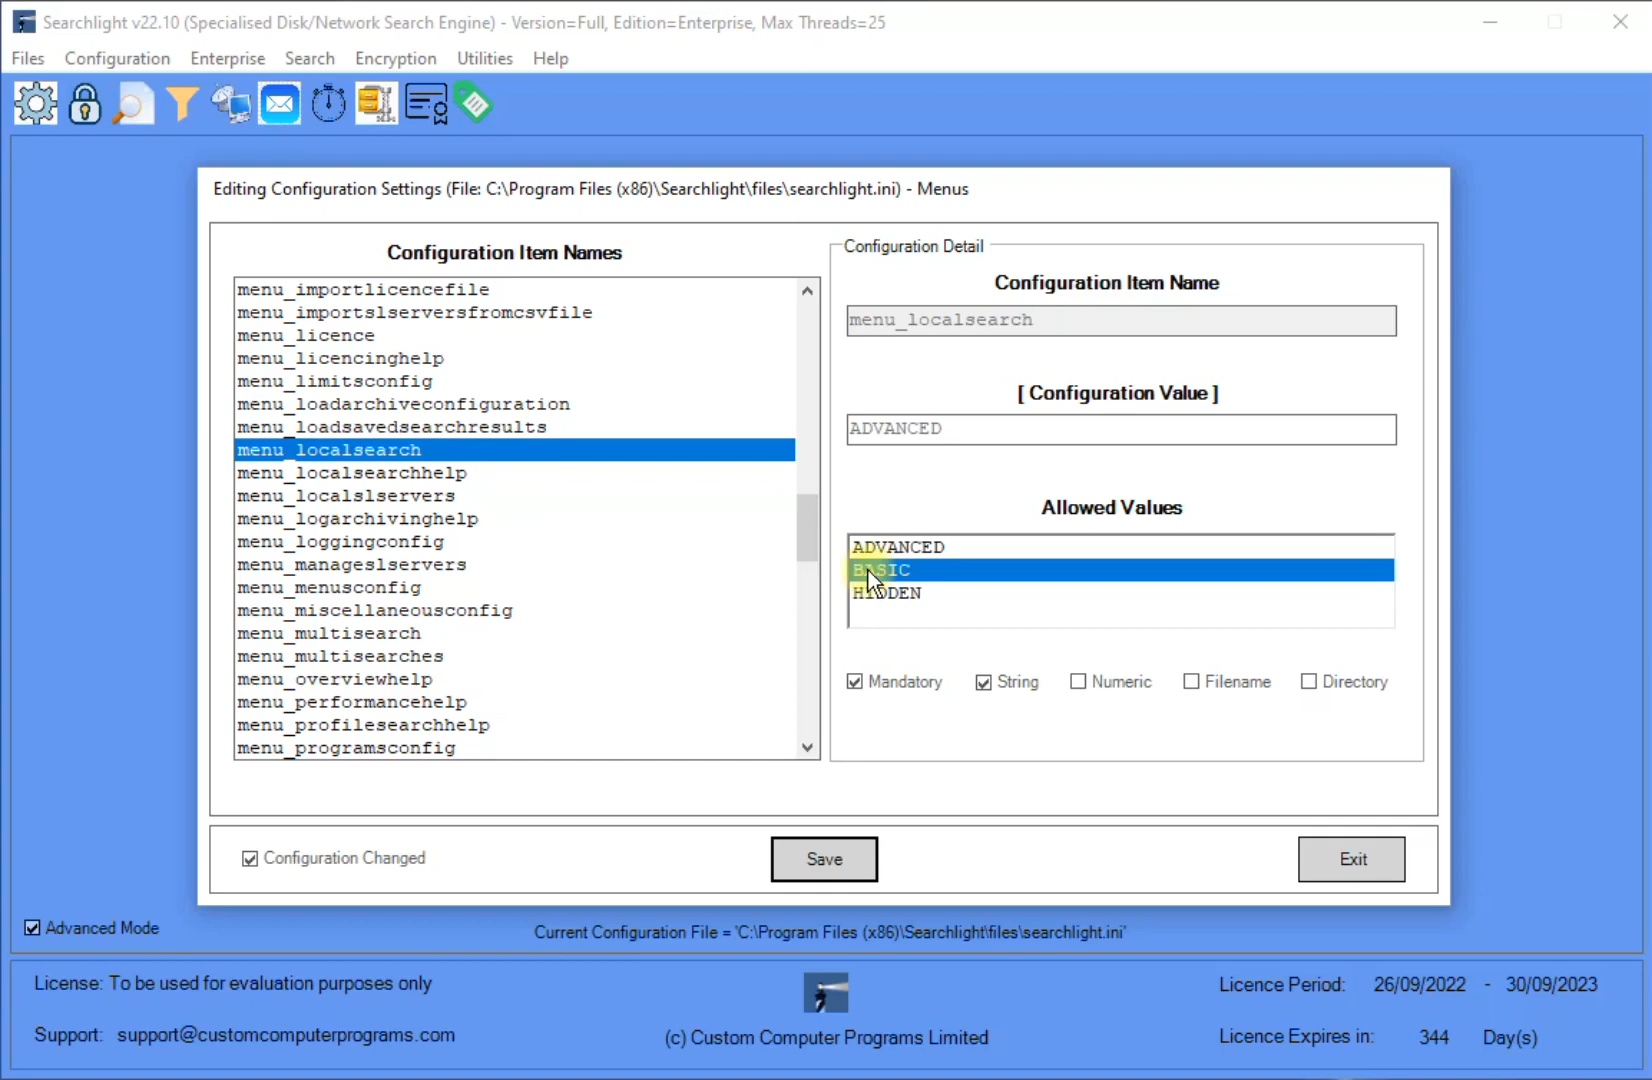 Searchlight v22.10 (Specialised Disk/Network Search Engine) - Version=Full, Edition=Enterprise, Max Threads=25
Files Configuration Enterprise Search Encryption Utilities Help
Editing Configuration Settings (File: C:\Program Files (x86)\Searchlight\files\searchlight.ini) - Menus
Configuration Item Names
menu_importlicencefile
menu_importslserversfromcsvfile
menu_licence
menu_licencinghelp
menu_limitsconfig
menu_loadarchiveconfiguration
menu_loadsavedsearchresults
menu_localsearch
menu_localsearchhelp
menu_localslservers
menu_logarchivinghelp
menu_loggingconfig
menu_manageslservers
menu_menusconfig
menu_miscellaneousconfig
menu_multisearch
menu_multisearches
menu_overviewhelp
menu_performancehelp
menu_profilesearchhelp
menu_programsconfig
Configuration Detail
Configuration Item Name
menu_localsearch
[ Configuration Value ]
ADVANCED
Allowed Values
ADVANCED
BASIC
HIDDEN
Mandatory String Numeric Filename Directory
Configuration Changed
Save
Exit
Advanced Mode
Current Configuration File = 'C:\Program Files (x86)\Searchlight\files\searchlight.ini'
License: To be used for evaluation purposes only
Support: support@customcomputerprograms.com
(c) Custom Computer Programs Limited
Licence Period: 26/09/2022 - 30/09/2023
Licence Expires in: 344 Day(s)